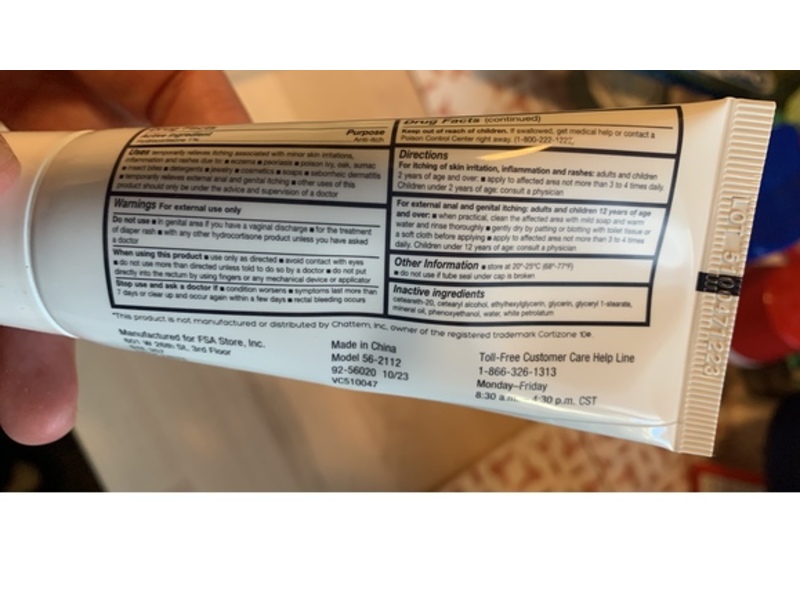 Drug Facts
Active ingredient
Purpose
Hydrocortisone 1%
Anti-itch
Uses temporarily relieves itching associated with minor skin irritations,
inflammation and rashes due to: ■ eczema ■ psoriasis ■ poison ivy, oak, sumac
■ insect bites ■ detergents ■ jewelry ■ cosmetics ■ soaps ■ seborrheic dermatitis
■ temporarily relieves external anal and genital itching ■ other uses of this
product should only be under the advice and supervision of a doctor
Warnings For external use only
Do not use ■ in genital area if you have a vaginal discharge ■ for the treatment
of diaper rash ■ with any other hydrocortisone product unless you have asked
a doctor
When using this product ■ use only as directed ■ avoid contact with eyes
■ do not use more than directed unless told to do so by a doctor ■ do not put
directly into the rectum by using fingers or any mechanical device or applicator
Stop use and ask a doctor if ■ condition worsens ■ symptoms last more than
7 days or clear up and occur again within a few days ■ rectal bleeding occurs
Drug Facts (continued)
Keep out of reach of children. If swallowed, get medical help or contact a
Poison Control Center right away. (1-800-222-1222)
Directions
For itching of skin irritation, inflammation and rashes: adults and children
2 years of age and over: ■ apply to affected area not more than 3 to 4 times daily.
Children under 2 years of age: consult a physician
For external anal and genital itching: adults and children 12 years of age
and over: ■ when practical, clean the affected area with mild soap and warm
water and rinse thoroughly ■ gently dry by patting or blotting with toilet tissue or
a soft cloth before applying ■ apply to affected area not more than 3 to 4 times
daily. Children under 12 years of age: consult a physician
Other Information ■ store at 20°-25°C (68°-77°F)
■ do not use if tube seal under cap is broken.
Inactive ingredients
ceteareth-20, cetearyl alcohol, ethylhexylglycerin, glycerin, glyceryl 1-stearate,
mineral oil, phenoxyethanol, water, white petrolatum
*This product is not manufactured or distributed by Chattem, Inc, owner of the registered trademark Cortizone 10®.
Manufactured for FSA Store, Inc.
3rd Floor
Made in China
Model 56-2112
92-56020 10/23
VC510047
Toll-Free Customer Care Help Line
1-866-326-1313
Monday–Friday
8:30 a.m. 4:30 p.m. CST
LOT